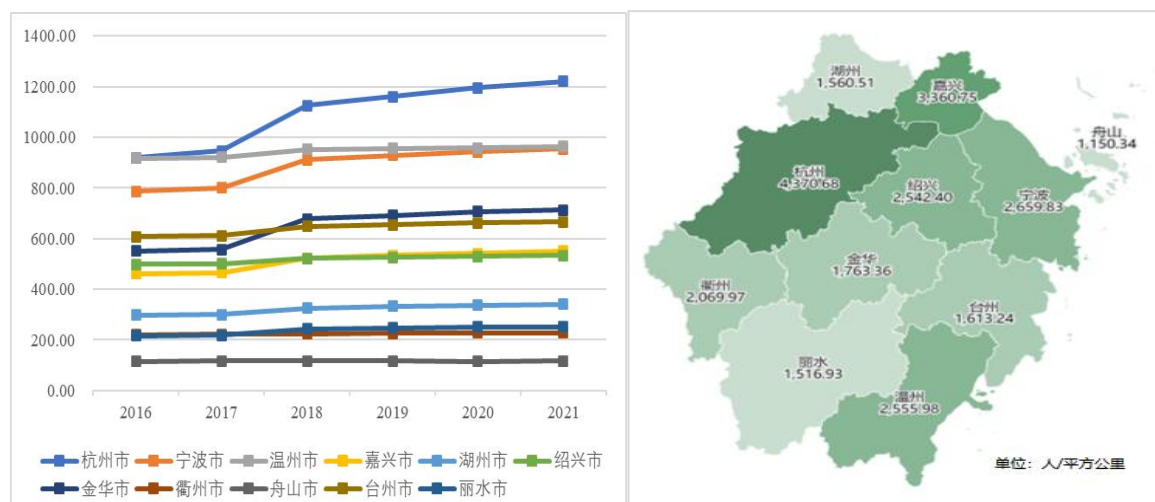 1400.00
1200.00
1000.00
800.00
600.00
400.00
200.00
0.00
2016 2017 2018 2019 2020 2021
杭州市 宁波市 温州市 嘉兴市 湖州市 绍兴市
金华市 衢州市 舟山市 台州市 丽水市
湖州
1,560.51
嘉兴
3,360.75
舟山
1,150.34
杭州
4,370.68
绍兴
2,542.40
宁波
2,659.83
金华
1,763.36
衢州
2,069.97
台州
1,613.24
丽水
1,516.93
温州
2,555.98
单位：人/平方公里